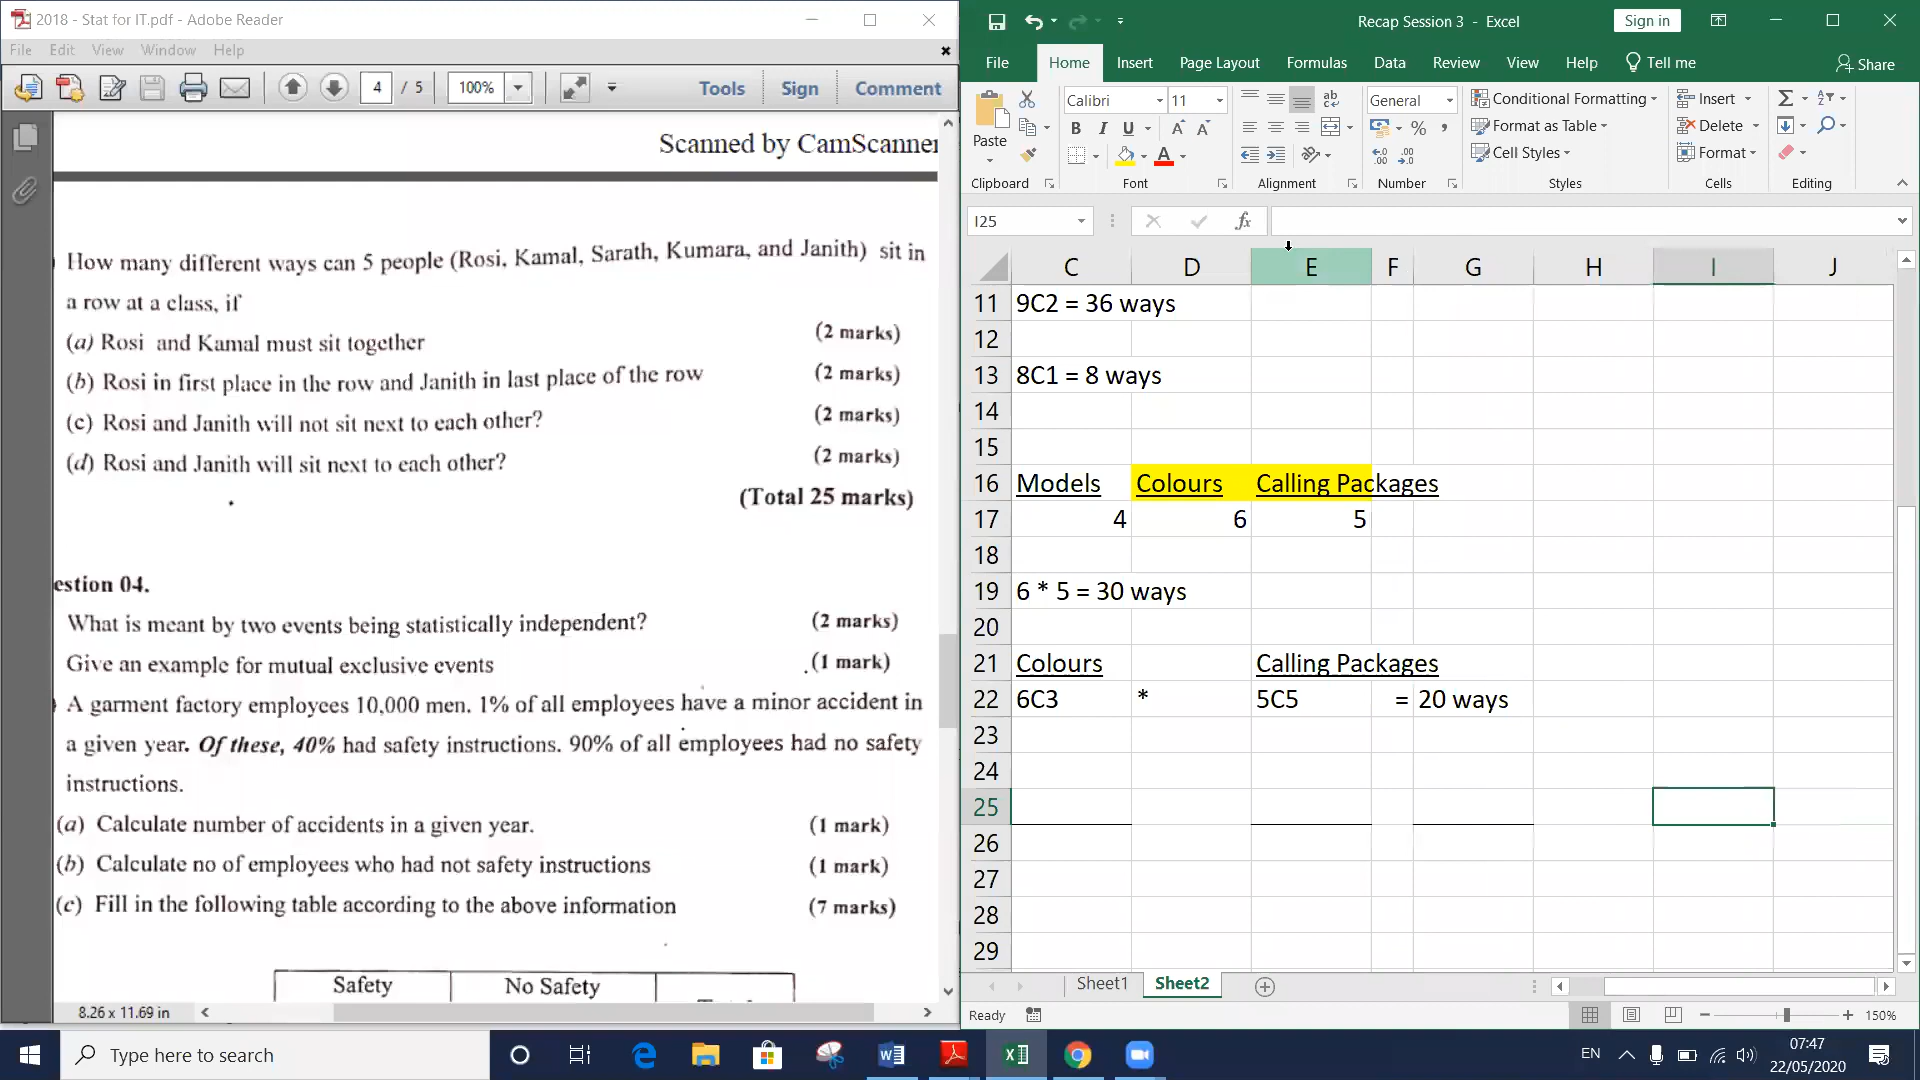 2018 - Stat for IT.pdf - Adobe Reader
File Edit View Window Help
4 / 5 100% Tools Sign Comment
Scanned by CamScanner
How many different ways can 5 people (Rosi, Kamal, Sarath, Kumara, and Janith) sit in
a row at a class, if
(a) Rosi and Kamal must sit together (2 marks)
(b) Rosi in first place in the row and Janith in last place of the row (2 marks)
(c) Rosi and Janith will not sit next to each other? (2 marks)
(d) Rosi and Janith will sit next to each other? (2 marks)
(Total 25 marks)
estion 04.
What is meant by two events being statistically independent? (2 marks)
Give an example for mutual exclusive events (1 mark)
A garment factory employees 10,000 men. 1% of all employees have a minor accident in
a given year. Of these, 40% had safety instructions. 90% of all employees had no safety
instructions.
(a) Calculate number of accidents in a given year. (1 mark)
(b) Calculate no of employees who had not safety instructions (1 mark)
(c) Fill in the following table according to the above information (7 marks)
Safety No Safety
8.26 x 11.69 in
Recap Session 3 - Excel Sign in
File Home Insert Page Layout Formulas Data Review View Help Tell me Share
Paste Calibri 11 General Conditional Formatting Insert
B I U Format as Table Delete
Cell Styles Format
Clipboard Font Alignment Number Styles Cells Editing
I25 fx
C D E F G H I J
11 9C2 = 36 ways
12
13 8C1 = 8 ways
14
15
16 Models Colours Calling Packages
17 4 6 5
18
19 6 * 5 = 30 ways
20
21 Colours Calling Packages
22 6C3 * 5C5 = 20 ways
23
24
25
26
27
28
29
Sheet1 Sheet2
Ready 150%
Type here to search
EN 07:47
22/05/2020